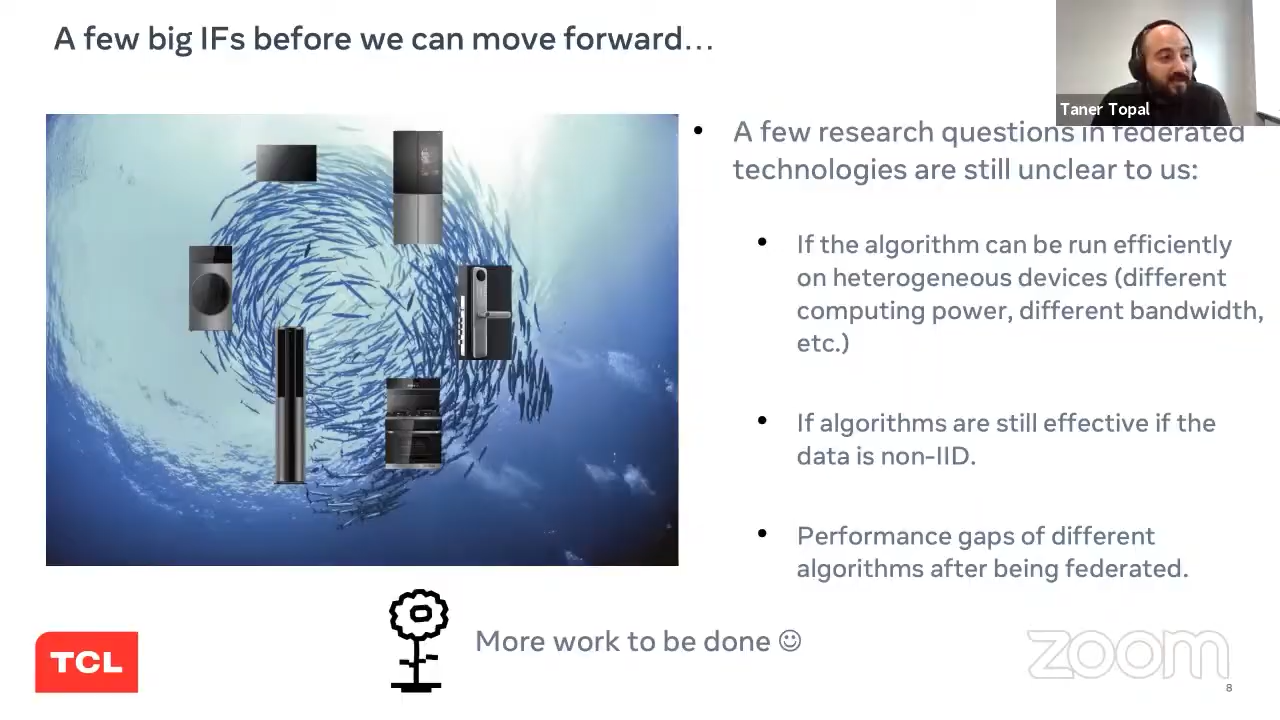 A few big IFs before we can move forward...
Taner Topal
A few research questions in federated
technologies are still unclear to us:
If the algorithm can be run efficiently
on heterogeneous devices (different
computing power, different bandwidth,
etc.)
If algorithms are still effective if the
data is non-IID.
Performance gaps of different
algorithms after being federated.
TCL
More work to be done ☺
zoom
8